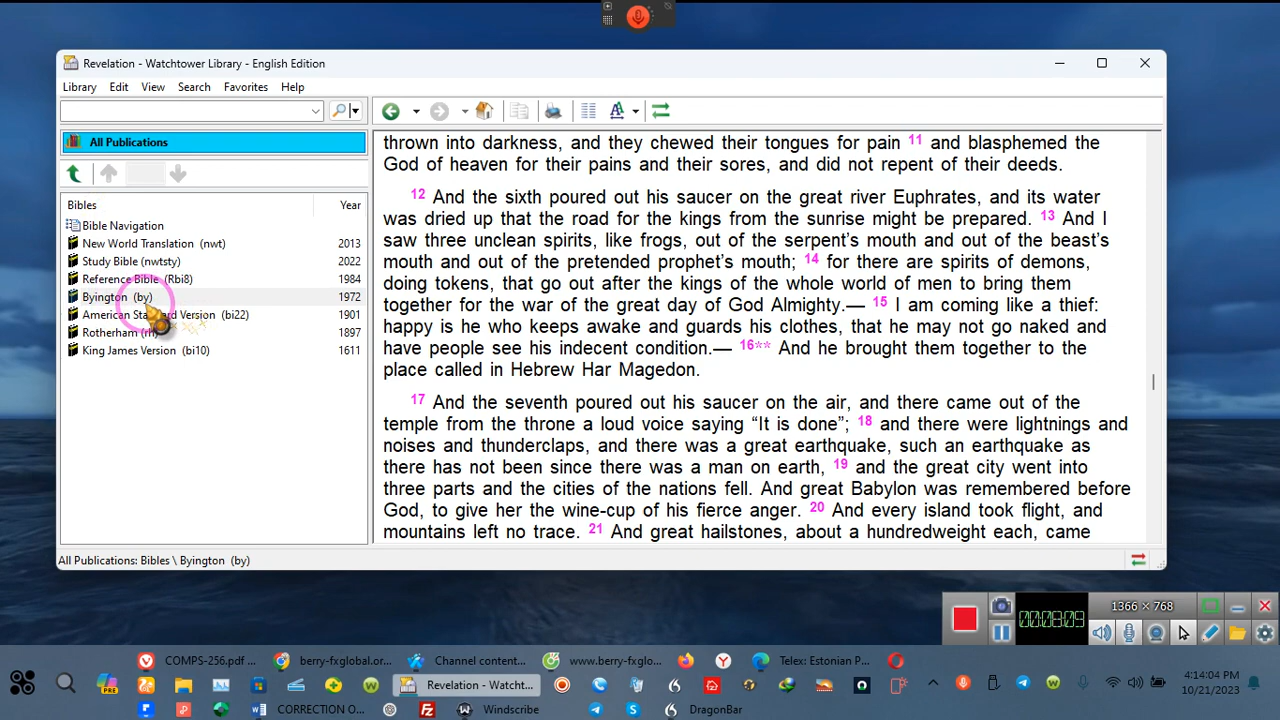 Revelation - Watchtower Library - English Edition
Library Edit View Search Favorites Help
All Publications
Bibles Year
Bible Navigation
New World Translation (nwt) 2013
Study Bible (nwtsty) 2022
Reference Bible (Rbi8) 1984
Byington (by) 1972
American Standard Version (bi22) 1901
Rotherham 1897
King James Version (bi10) 1611
All Publications: Bibles \ Byington (by)
thrown into darkness, and they chewed their tongues for pain 11 and blasphemed the
God of heaven for their pains and their sores, and did not repent of their deeds.
12 And the sixth poured out his saucer on the great river Euphrates, and its water
was dried up that the road for the kings from the sunrise might be prepared. 13 And I
saw three unclean spirits, like frogs, out of the serpent's mouth and out of the beast's
mouth and out of the pretended prophet's mouth; 14 for there are spirits of demons,
doing tokens, that go out after the kings of the whole world of men to bring them
together for the war of the great day of God Almighty.— 15 I am coming like a thief:
happy is he who keeps awake and guards his clothes, that he may not go naked and
have people see his indecent condition.— 16** And he brought them together to the
place called in Hebrew Har Magedon.
17 And the seventh poured out his saucer on the air, and there came out of the
temple from the throne a loud voice saying “It is done”; 18 and there were lightnings and
noises and thunderclaps, and there was a great earthquake, such an earthquake as
there has not been since there was a man on earth, 19 and the great city went into
three parts and the cities of the nations fell. And great Babylon was remembered before
God, to give her the wine-cup of his fierce anger. 20 And every island took flight, and
mountains left no trace. 21 And great hailstones, about a hundredweight each, came
1366 × 768
00:08:09
COMPS-256.pdf ... berry-fxglobal.or... Channel content... www.berry-fxglo... Telex: Estonian P...
PRE Revelation - Watcht...
CORRECTION O... Windscribe DragonBar
4:14:04 PM
10/21/2023